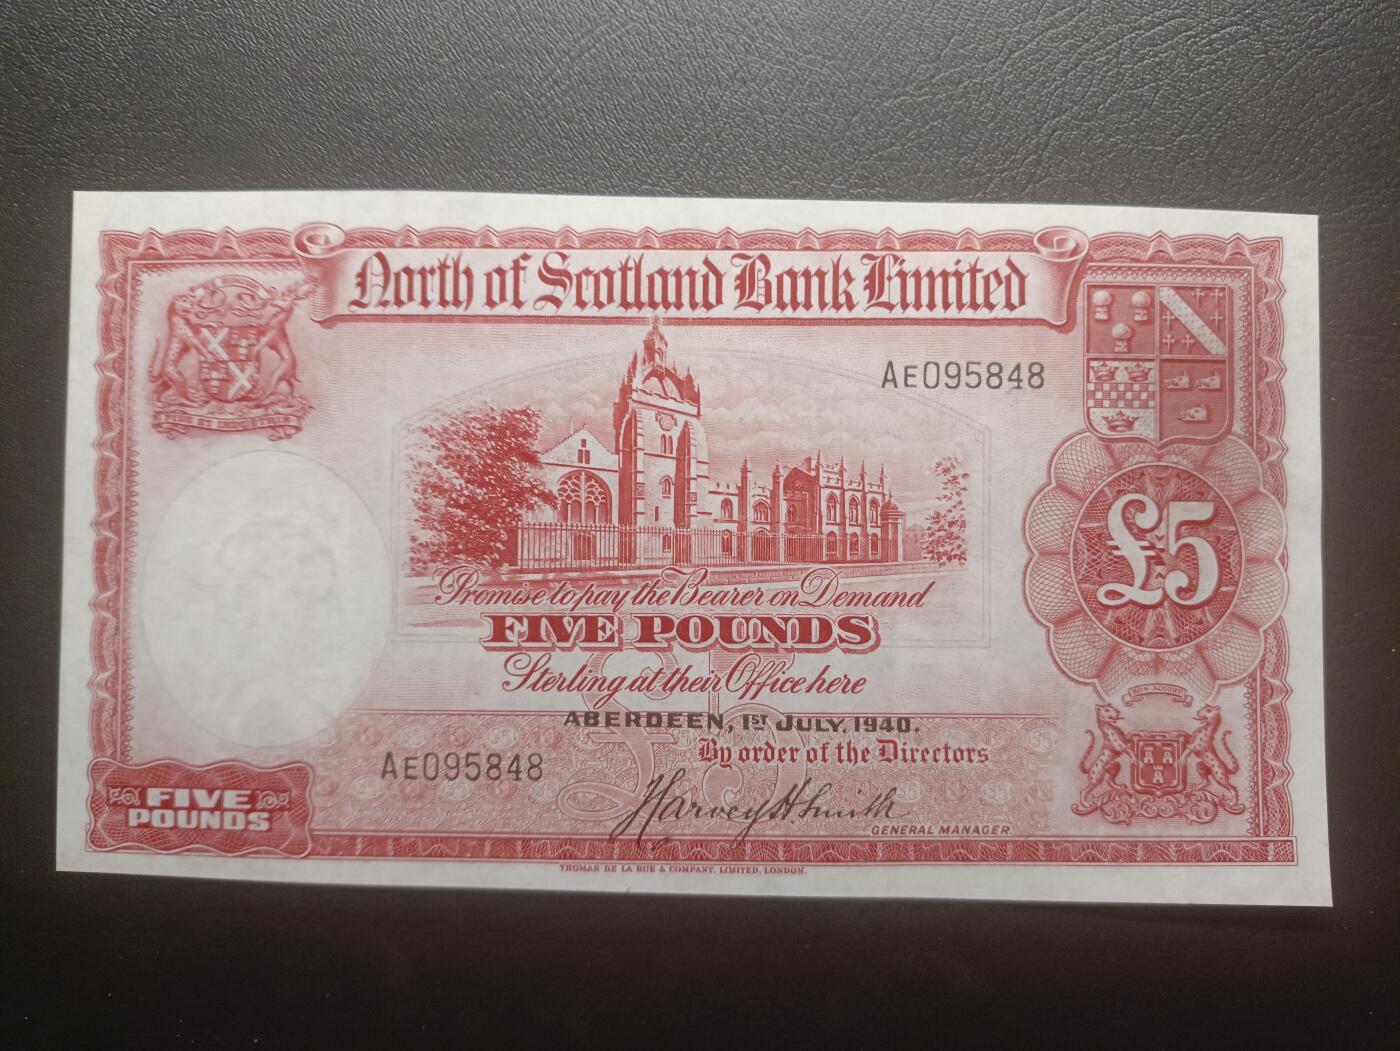 North of Scotland Bank Limited
AE095848
£5
Promise to pay the Bearer on Demand
FIVE POUNDS
Sterling at their Office here
ABERDEEN, 1ST JULY, 1940.
By order of the Directors
AE095848
Harvey H Smith
GENERAL MANAGER.
BON-ACCORD
FIVE
POUNDS
THOMAS DE LA RUE & COMPANY, LIMITED, LONDON.